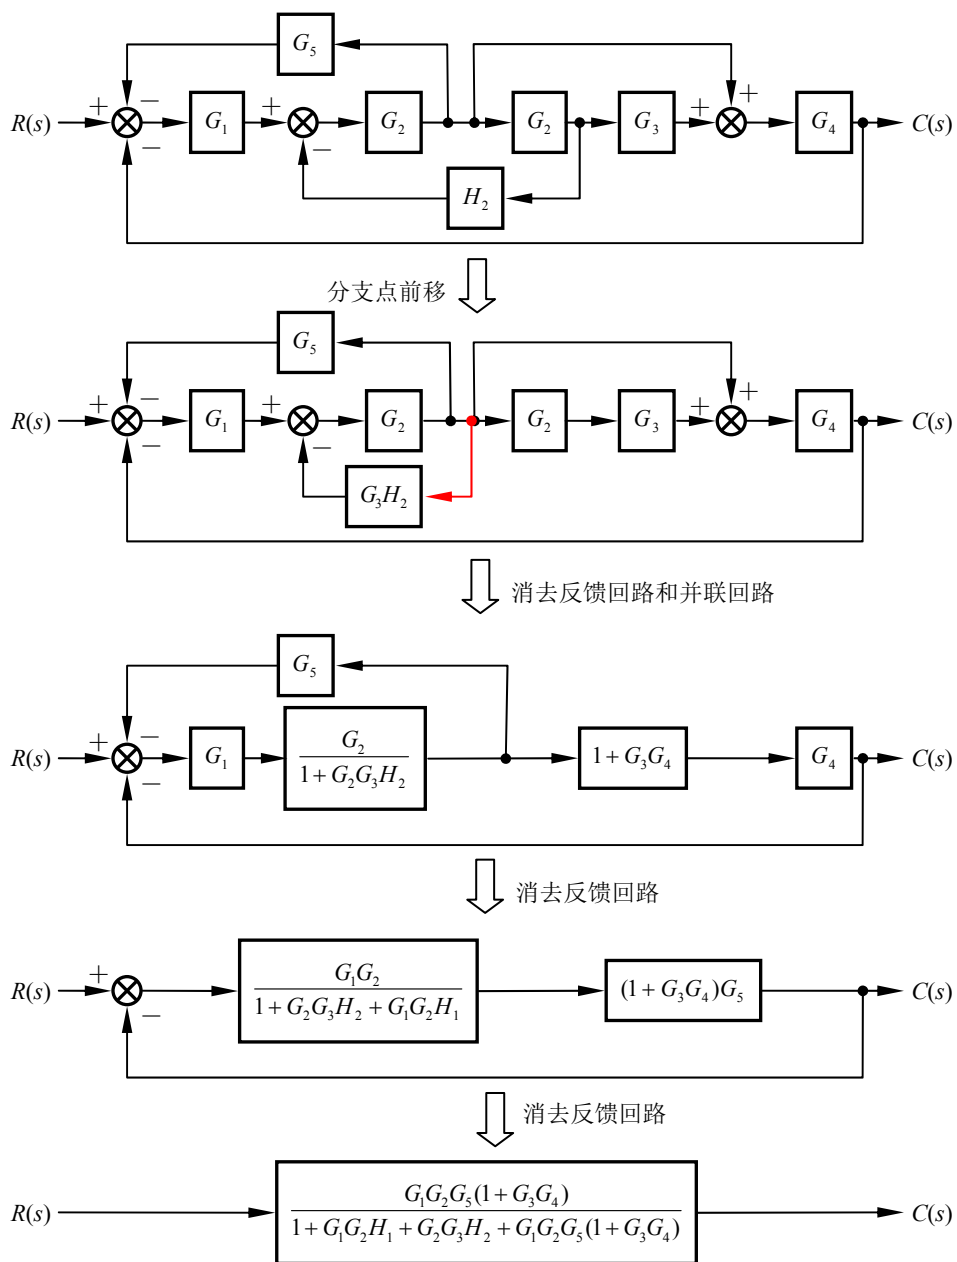 G₅
R(s) + − − G₁ + − G₂ G₂ G₃ + + G₄ C(s)
H₂
分支点前移
G₅
R(s) + − − G₁ + − G₂ G₂ G₃ + + G₄ C(s)
G₃H₂
消去反馈回路和并联回路
G₅
R(s) + − − G₁ G₂ / (1 + G₂G₃H₂) 1 + G₃G₄ G₄ C(s)
消去反馈回路
R(s) + − G₁G₂ / (1 + G₂G₃H₂ + G₁G₂H₁) (1 + G₃G₄)G₅ C(s)
消去反馈回路
R(s) G₁G₂G₅(1 + G₃G₄) / (1 + G₁G₂H₁ + G₂G₃H₂ + G₁G₂G₅(1 + G₃G₄)) C(s)